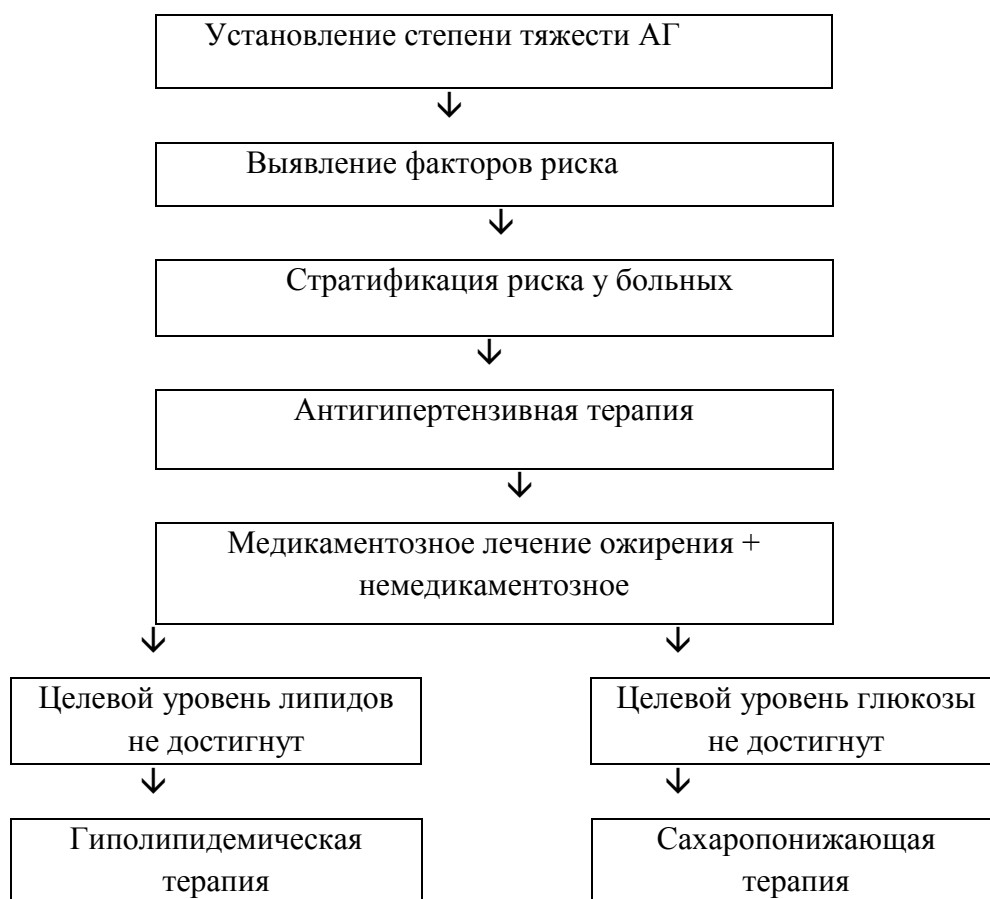 Установление степени тяжести АГ
Выявление факторов риска
Стратификация риска у больных
Антигипертензивная терапия
Медикаментозное лечение ожирения +
немедикаментозное
Целевой уровень липидов
не достигнут
Целевой уровень глюкозы
не достигнут
Гиполипидемическая
терапия
Сахаропонижающая
терапия